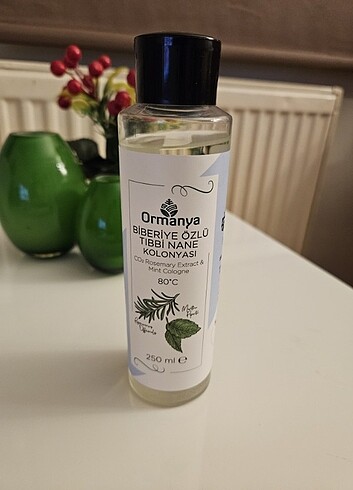 Ormanya
BİBERİYE ÖZLÜ
TIBBİ NANE
KOLONYASI
CO₂ Rosemary Extract &
Mint Cologne
80°C
250 ml ℮